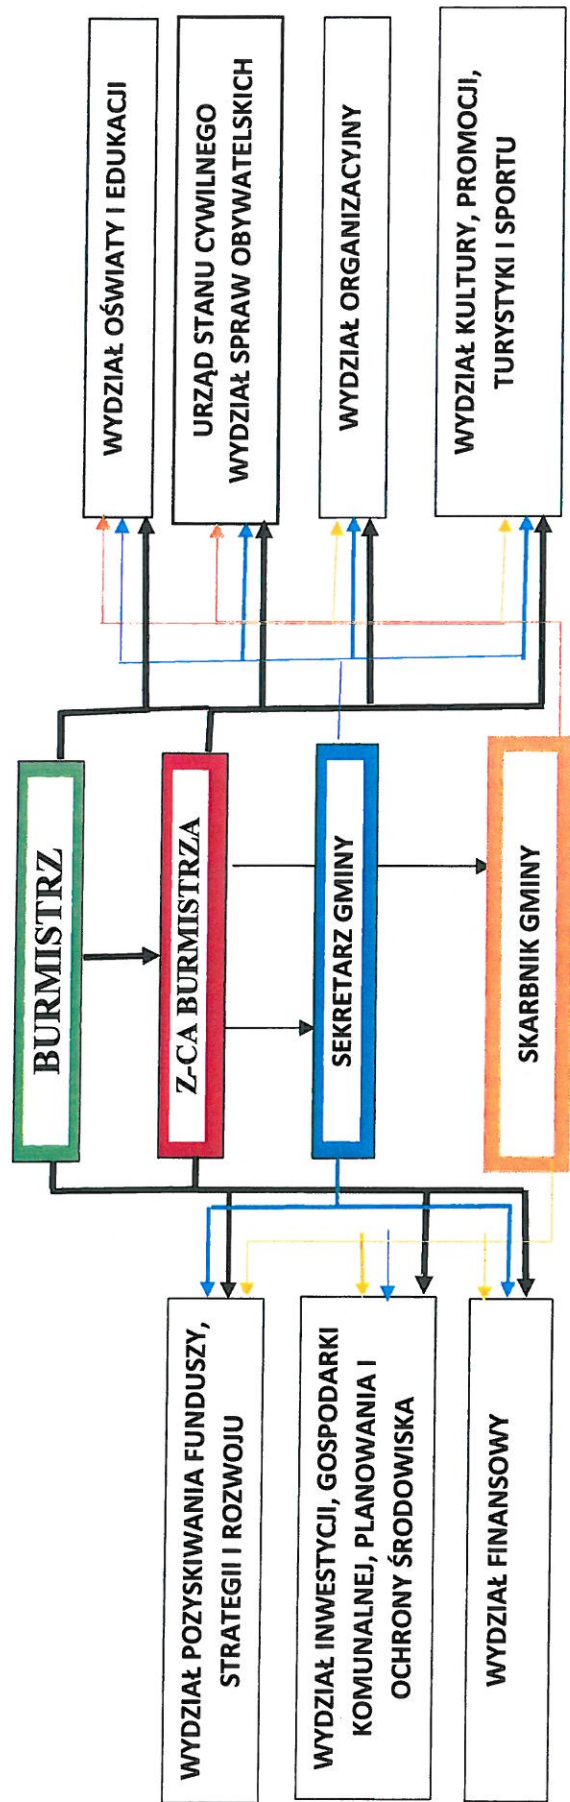 BURMISTRZ
Z-CA BURMISTRZA
SEKRETARZ GMINY
SKARBNIK GMINY
WYDZIAŁ POZYSKIWANIA FUNDUSZY,
STRATEGII I ROZWOJU
WYDZIAŁ INWESTYCJI, GOSPODARKI
KOMUNALNEJ, PLANOWANIA I
OCHRONY ŚRODOWISKA
WYDZIAŁ FINANSOWY
WYDZIAŁ OŚWIATY I EDUKACJI
URZĄD STANU CYWILNEGO
WYDZIAŁ SPRAW OBYWATELSKICH
WYDZIAŁ ORGANIZACYJNY
WYDZIAŁ KULTURY, PROMOCJI,
TURYSTYKI I SPORTU